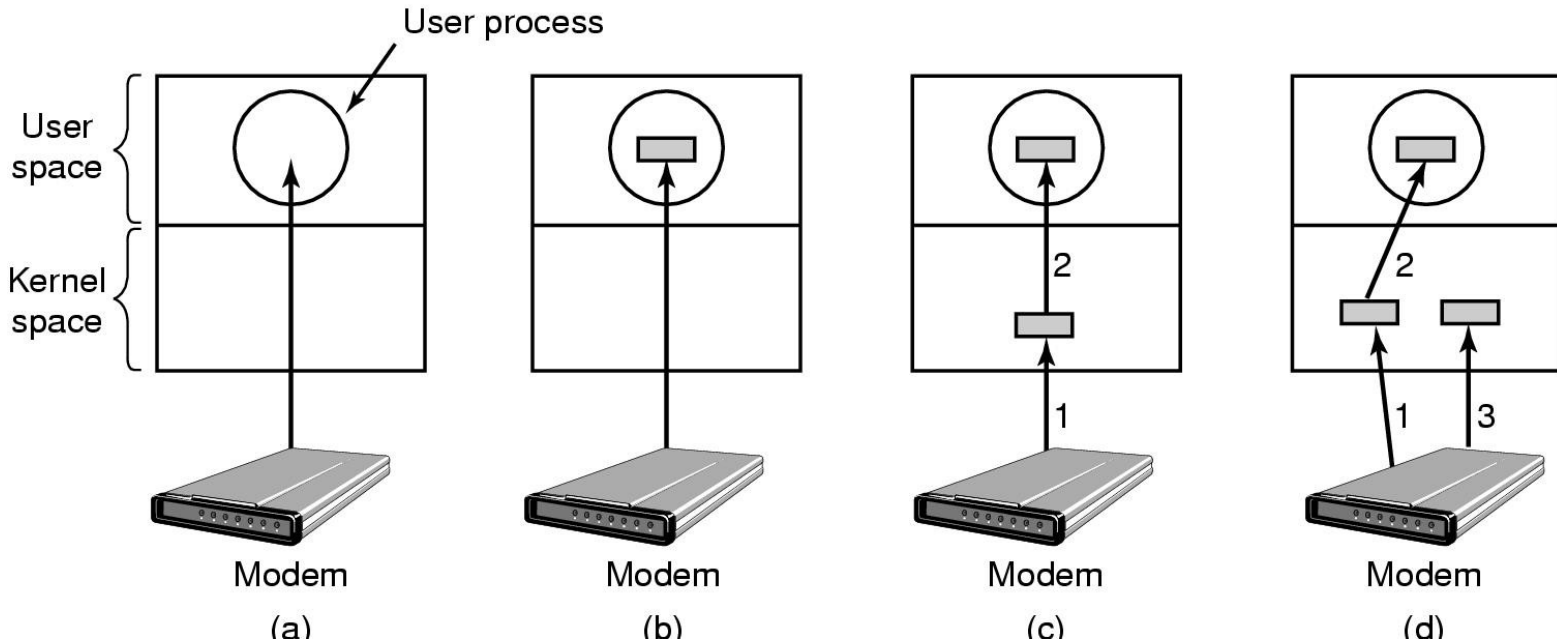 User process
User
space
Kernel
space
2
2
1
1
3
Modem
Modem
Modem
Modem
(a)
(b)
(c)
(d)